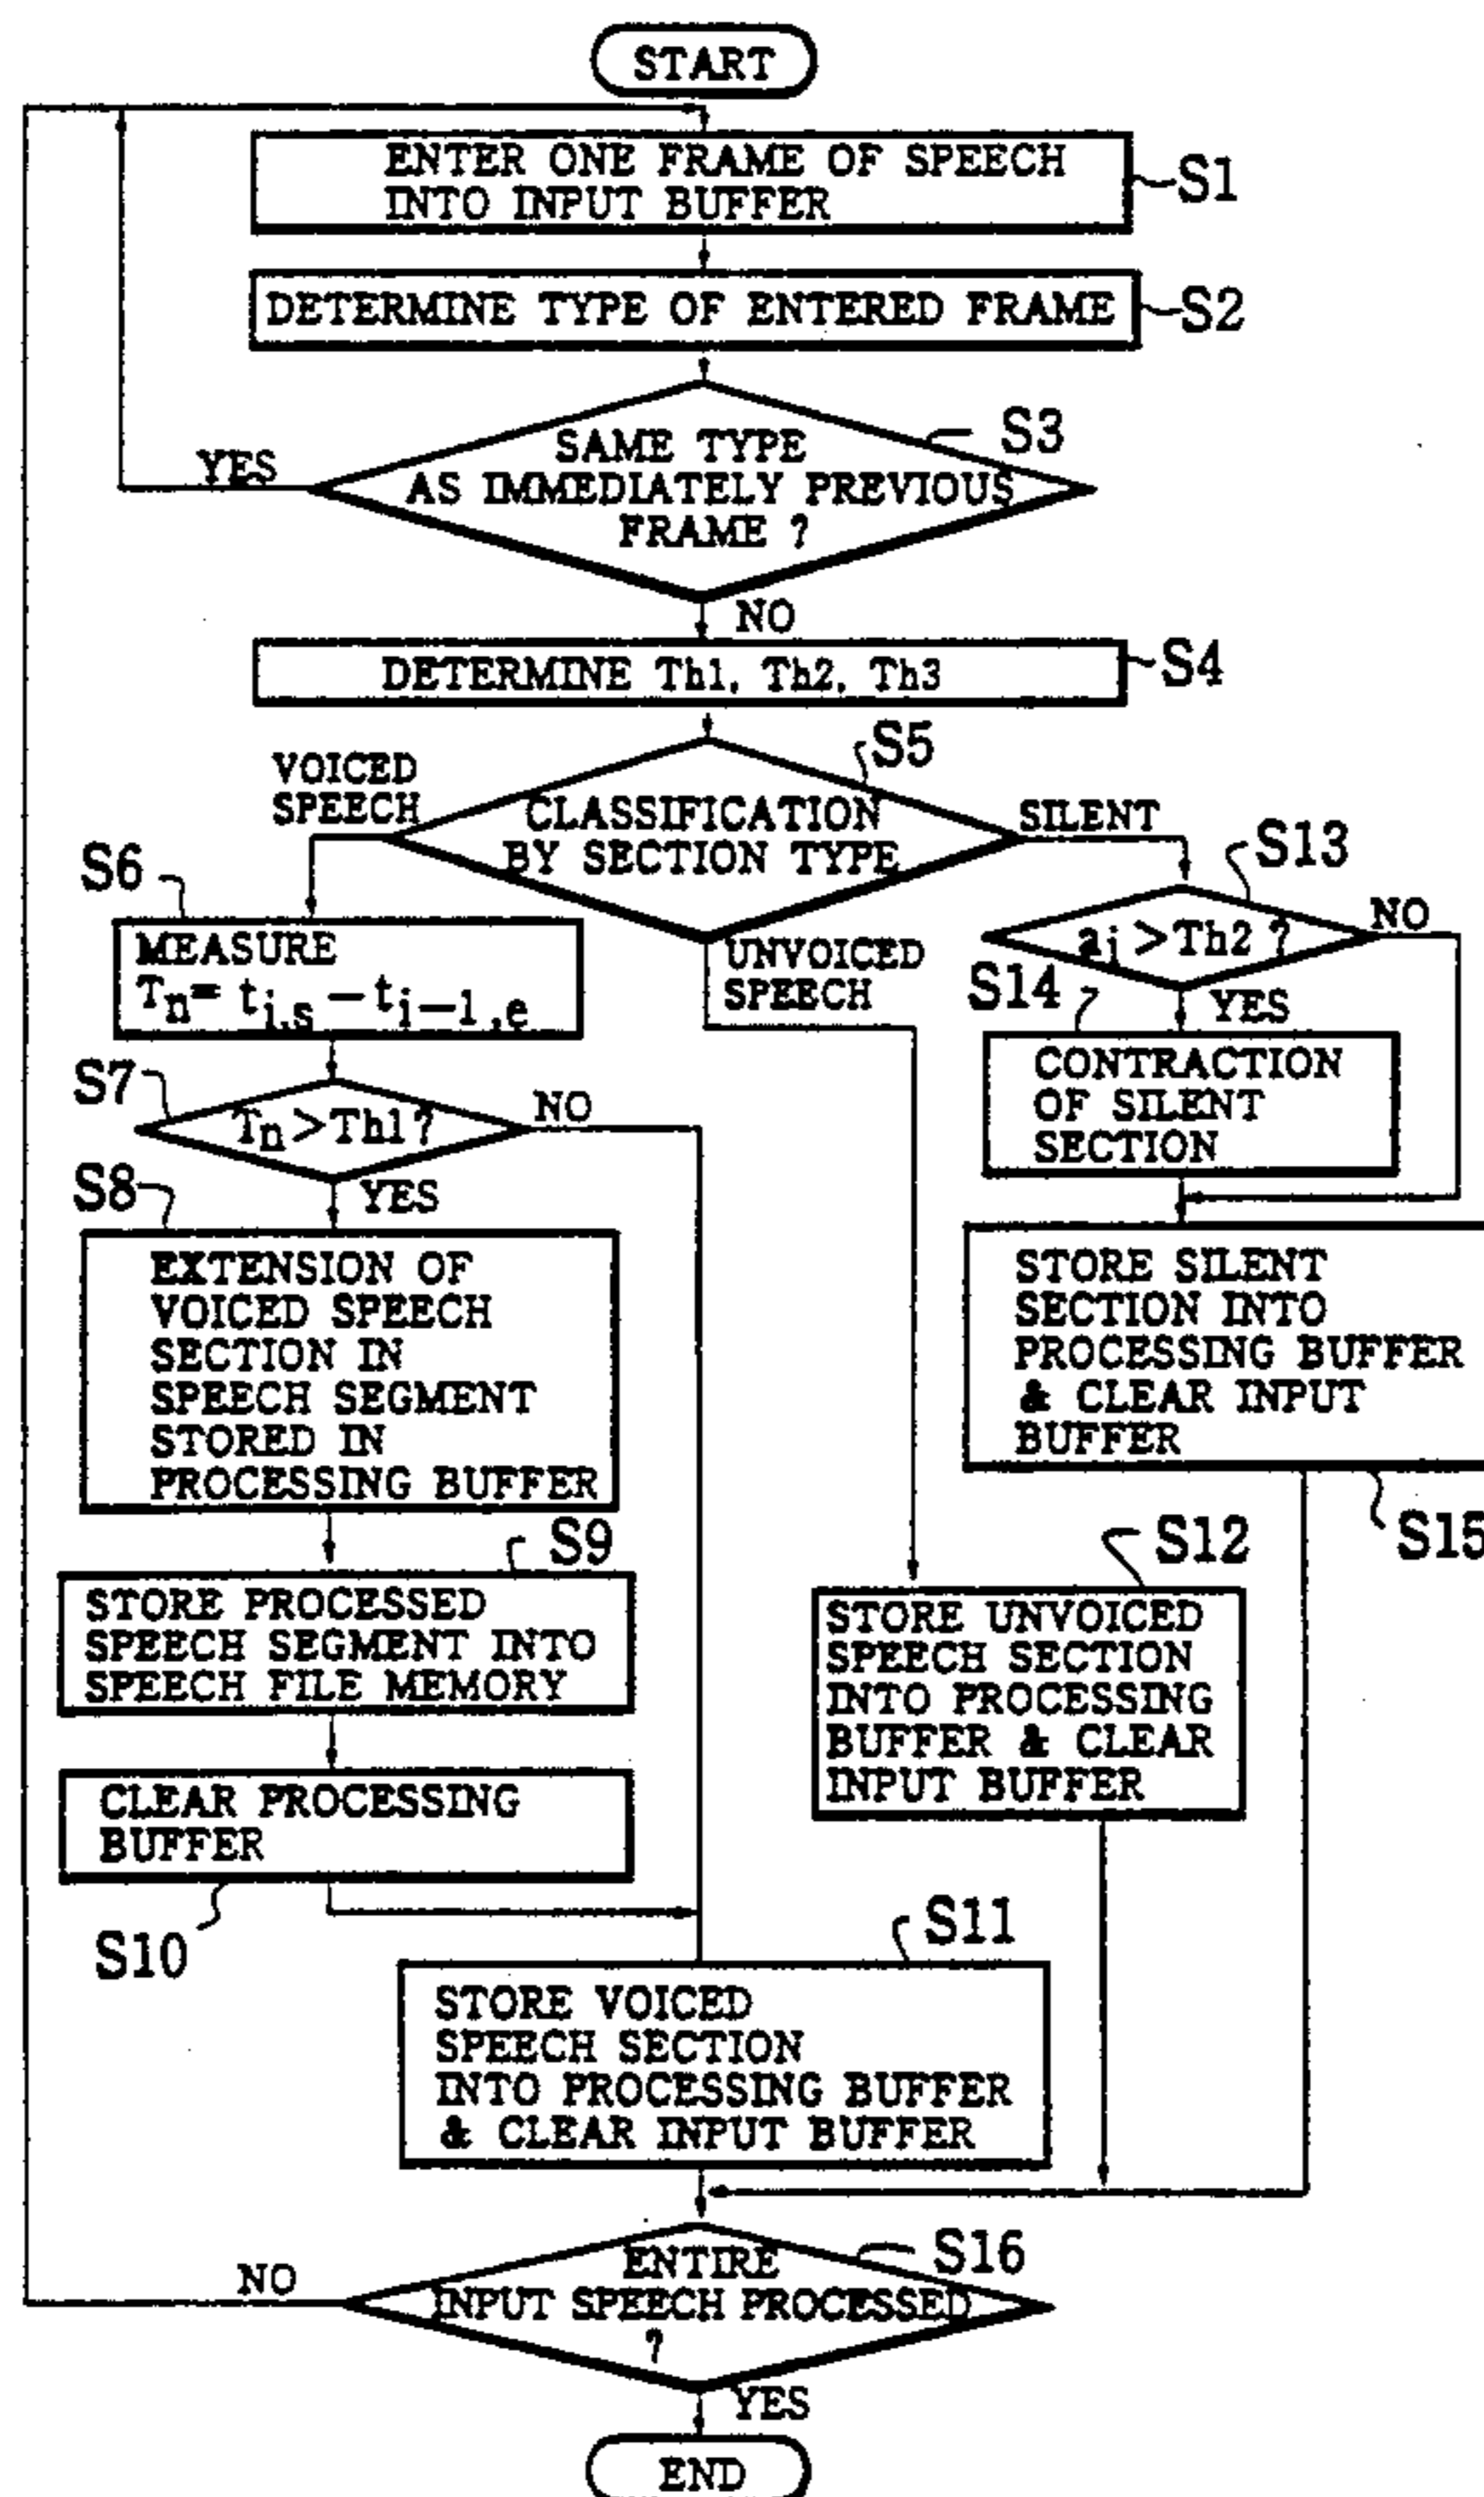 START
ENTER ONE FRAME OF SPEECH
INTO INPUT BUFFER
S1
DETERMINE TYPE OF ENTERED FRAME
S2
S3
SAME TYPE
AS IMMEDIATELY PREVIOUS
FRAME ?
YES
NO
DETERMINE Th1, Th2, Th3
S4
S5
VOICED
SPEECH
CLASSIFICATION
BY SECTION TYPE
SILENT
UNVOICED
SPEECH
S6
MEASURE
Tn= ti,s −ti−1,e
S7
Tn>Th1?
NO
YES
S8
EXTENSION OF
VOICED SPEECH
SECTION IN
SPEECH SEGMENT
STORED IN
PROCESSING BUFFER
S9
STORE PROCESSED
SPEECH SEGMENT INTO
SPEECH FILE MEMORY
CLEAR PROCESSING
BUFFER
S10
S13
ai >Th2 ?
NO
S14
YES
CONTRACTION
OF SILENT
SECTION
STORE SILENT
SECTION INTO
PROCESSING BUFFER
& CLEAR INPUT
BUFFER
S15
S12
STORE UNVOICED
SPEECH SECTION
INTO PROCESSING
BUFFER & CLEAR
INPUT BUFFER
S11
STORE VOICED
SPEECH SECTION
INTO PROCESSING BUFFER
& CLEAR INPUT BUFFER
S16
ENTIRE
INPUT SPEECH PROCESSED
?
NO
YES
END